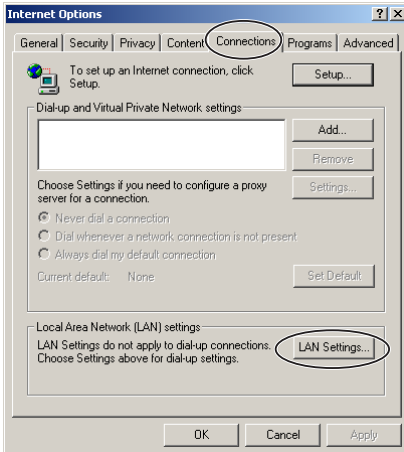 Internet Options
General Security Privacy Content Connections Programs Advanced
To set up an Internet connection, click
Setup.
Setup...
Dial-up and Virtual Private Network settings
Add...
Remove
Choose Settings if you need to configure a proxy
server for a connection.
Settings...
Never dial a connection
Dial whenever a network connection is not present
Always dial my default connection
Current default: None
Set Default
Local Area Network (LAN) settings
LAN Settings do not apply to dial-up connections.
Choose Settings above for dial-up settings.
LAN Settings...
OK Cancel Apply